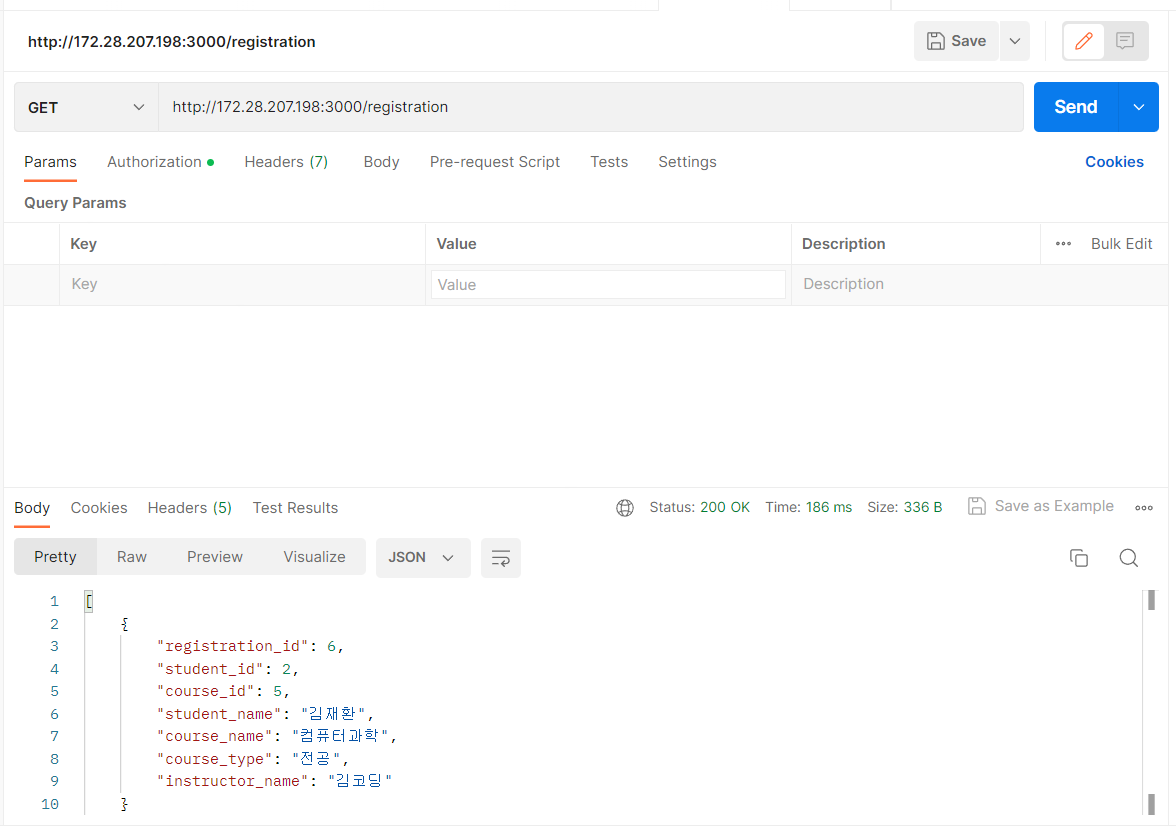 http://172.28.207.198:3000/registration
Save
GET
http://172.28.207.198:3000/registration
Send
Params
Authorization
Headers (7)
Body
Pre-request Script
Tests
Settings
Cookies
Query Params
Key
Value
Description
Bulk Edit
Key
Value
Description
Body
Cookies
Headers (5)
Test Results
Status: 200 OK
Time: 186 ms
Size: 336 B
Save as Example
Pretty
Raw
Preview
Visualize
JSON
1 [
2 {
3 "registration_id": 6,
4 "student_id": 2,
5 "course_id": 5,
6 "student_name": "김재환",
7 "course_name": "컴퓨터과학",
8 "course_type": "전공",
9 "instructor_name": "김코딩"
10 }